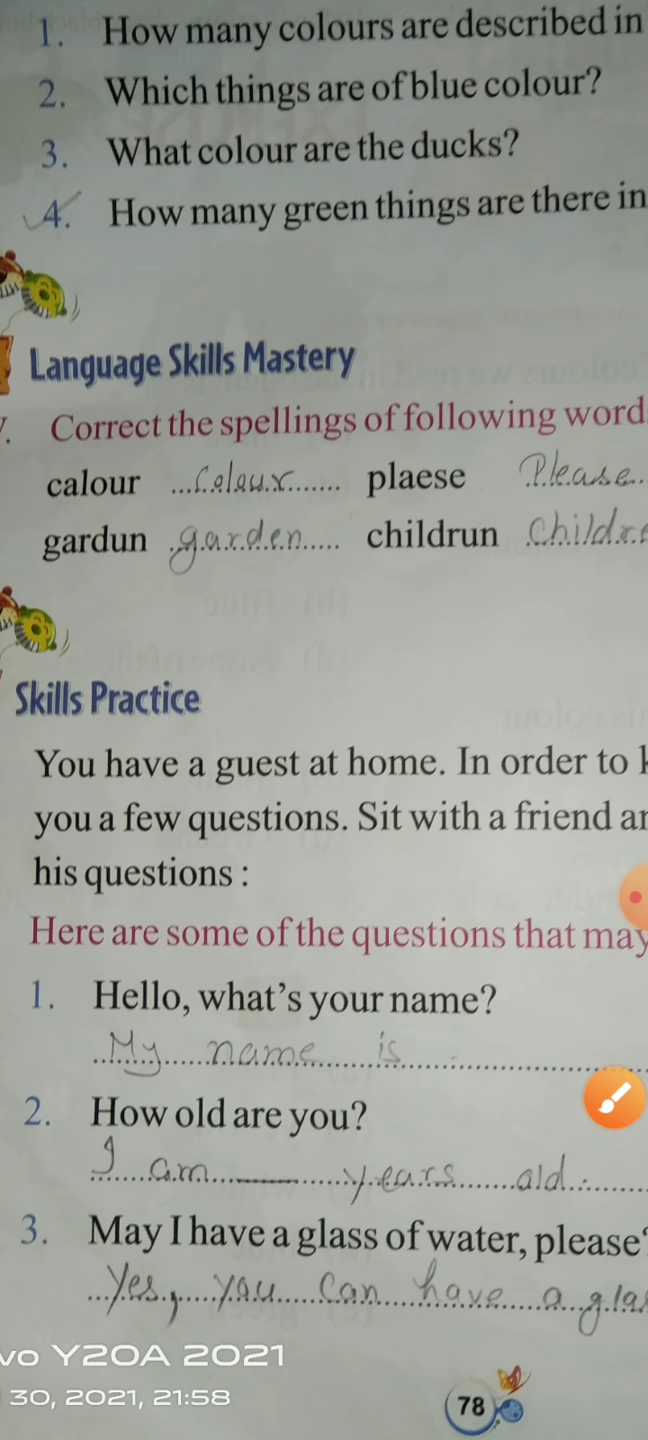 1. How many colours are described in
2. Which things are of blue colour?
3. What colour are the ducks?
4. How many green things are there in
Language Skills Mastery
Correct the spellings of following word
calour Colour plaese Please
gardun garden childrun Childre
Skills Practice
You have a guest at home. In order to
you a few questions. Sit with a friend
his questions :
Here are some of the questions that may
1. Hello, what's your name?
My name is
2. How old are you?
I am years old.
3. May I have a glass of water, please
Yes, you can have a glas
vo Y20A 2021
30, 2021, 21:58
78